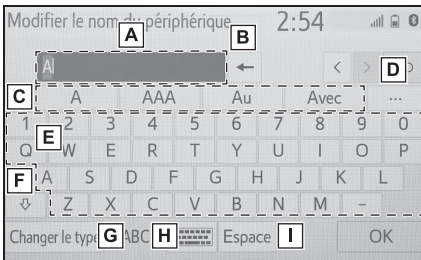 Modifier le nom du périphérique 2:54
A B
A ← < > D
C A AAA Au Avec ...
1 2 3 4 5 6 7 8 9 0
E
Q W E R T Y U I O P
F A S D F G H J K L
Z X C V B N M -
Changer le type G ABC H Espace I OK